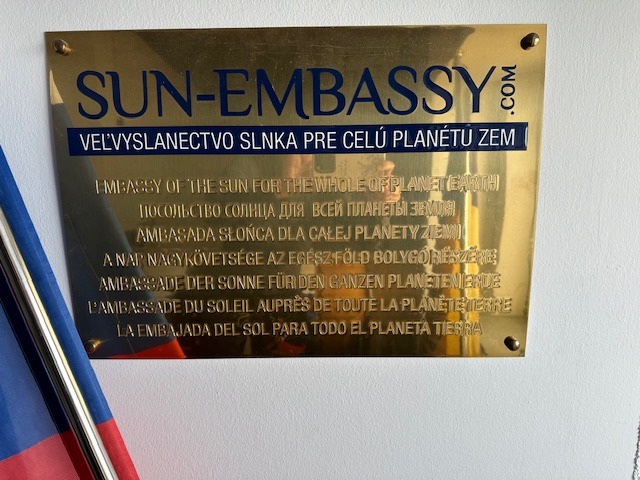 SUN-EMBASSY.COM
VEĽVYSLANECTVO SLNKA PRE CELÚ PLANÉTU ZEM
EMBASSY OF THE SUN FOR THE WHOLE OF PLANET EARTH
ПОСОЛЬСТВО СОЛНЦА ДЛЯ ВСЕЙ ПЛАНЕТЫ ЗЕМЛЯ
AMBASADA SŁOŃCA DLA CAŁEJ PLANETY ZIEMI
A NAP NAGYKÖVETSÉGE AZ EGÉSZ FÖLD BOLYGÓ RÉSZÉRE
AMBASSADE DER SONNE FÜR DEN GANZEN PLANETEN ERDE
L'AMBASSADE DU SOLEIL AUPRÈS DE TOUTE LA PLANÈTE TERRE
LA EMBAJADA DEL SOL PARA TODO EL PLANETA TIERRA